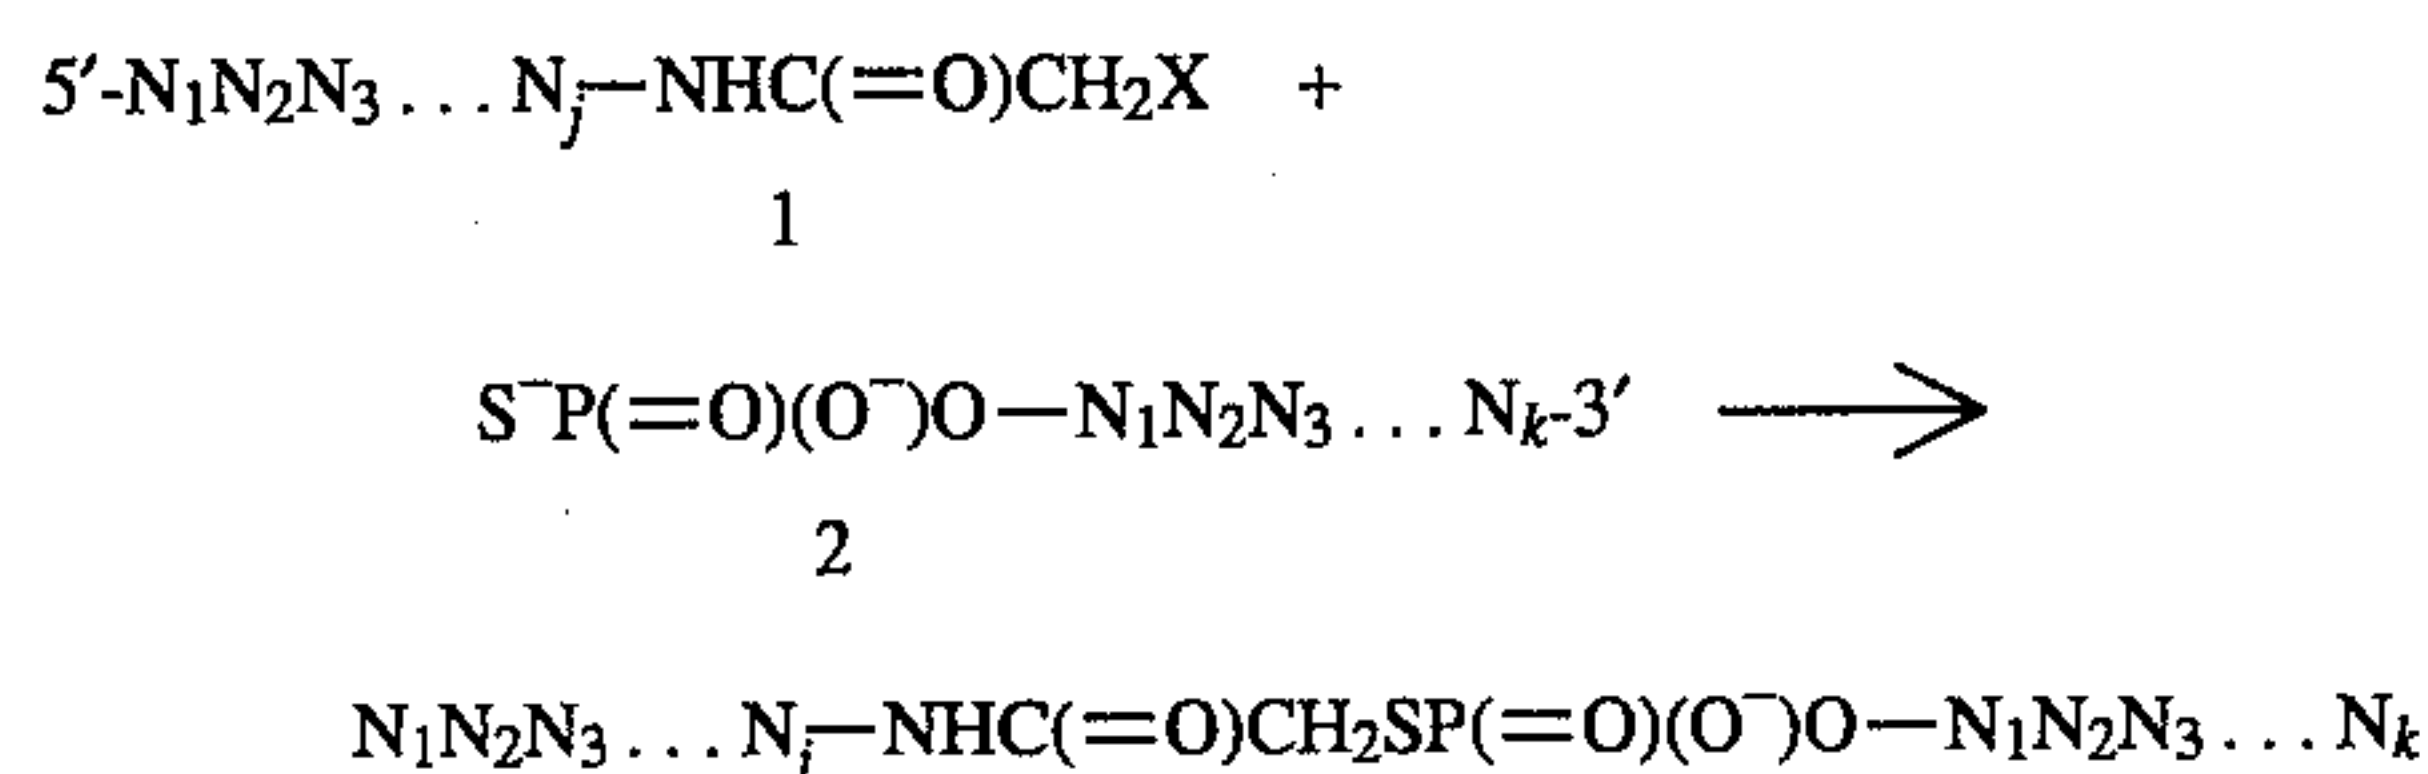 5′-N₁N₂N₃ . . . Nⱼ—NHC(═O)CH₂X +
1
S⁻P(═O)(O⁻)O—N₁N₂N₃ . . . Nₖ-3′ ⟶
2
N₁N₂N₃ . . . Nⱼ—NHC(═O)CH₂SP(═O)(O⁻)O—N₁N₂N₃ . . . Nₖ